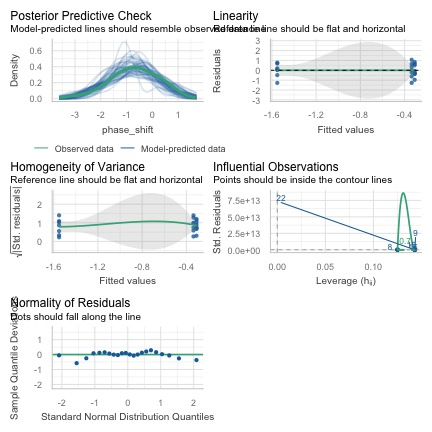 Posterior Predictive Check
Model-predicted lines should resemble observed data line
Density
0.6
0.4
0.2
0.0
-3
-2
-1
0
1
phase_shift
Observed data
Model-predicted data
Linearity
Reference line should be flat and horizontal
Residuals
3
2
1
0
-1
-2
-3
-1.6
-1.2
-0.8
-0.4
Fitted values
Homogeneity of Variance
Reference line should be flat and horizontal
√|Std. residuals|
2
1
0
-1.6
-1.2
-0.8
-0.4
Fitted values
Influential Observations
Points should be inside the contour lines
Std. Residuals
7.5e+13
5.0e+13
2.5e+13
0.0e+00
22
9
8
0.00
0.05
0.10
Leverage (hᵢᵢ)
Normality of Residuals
Dots should fall along the line
Sample Quantile Deviations
1
0
-1
-2
-2
-1
0
1
2
Standard Normal Distribution Quantiles